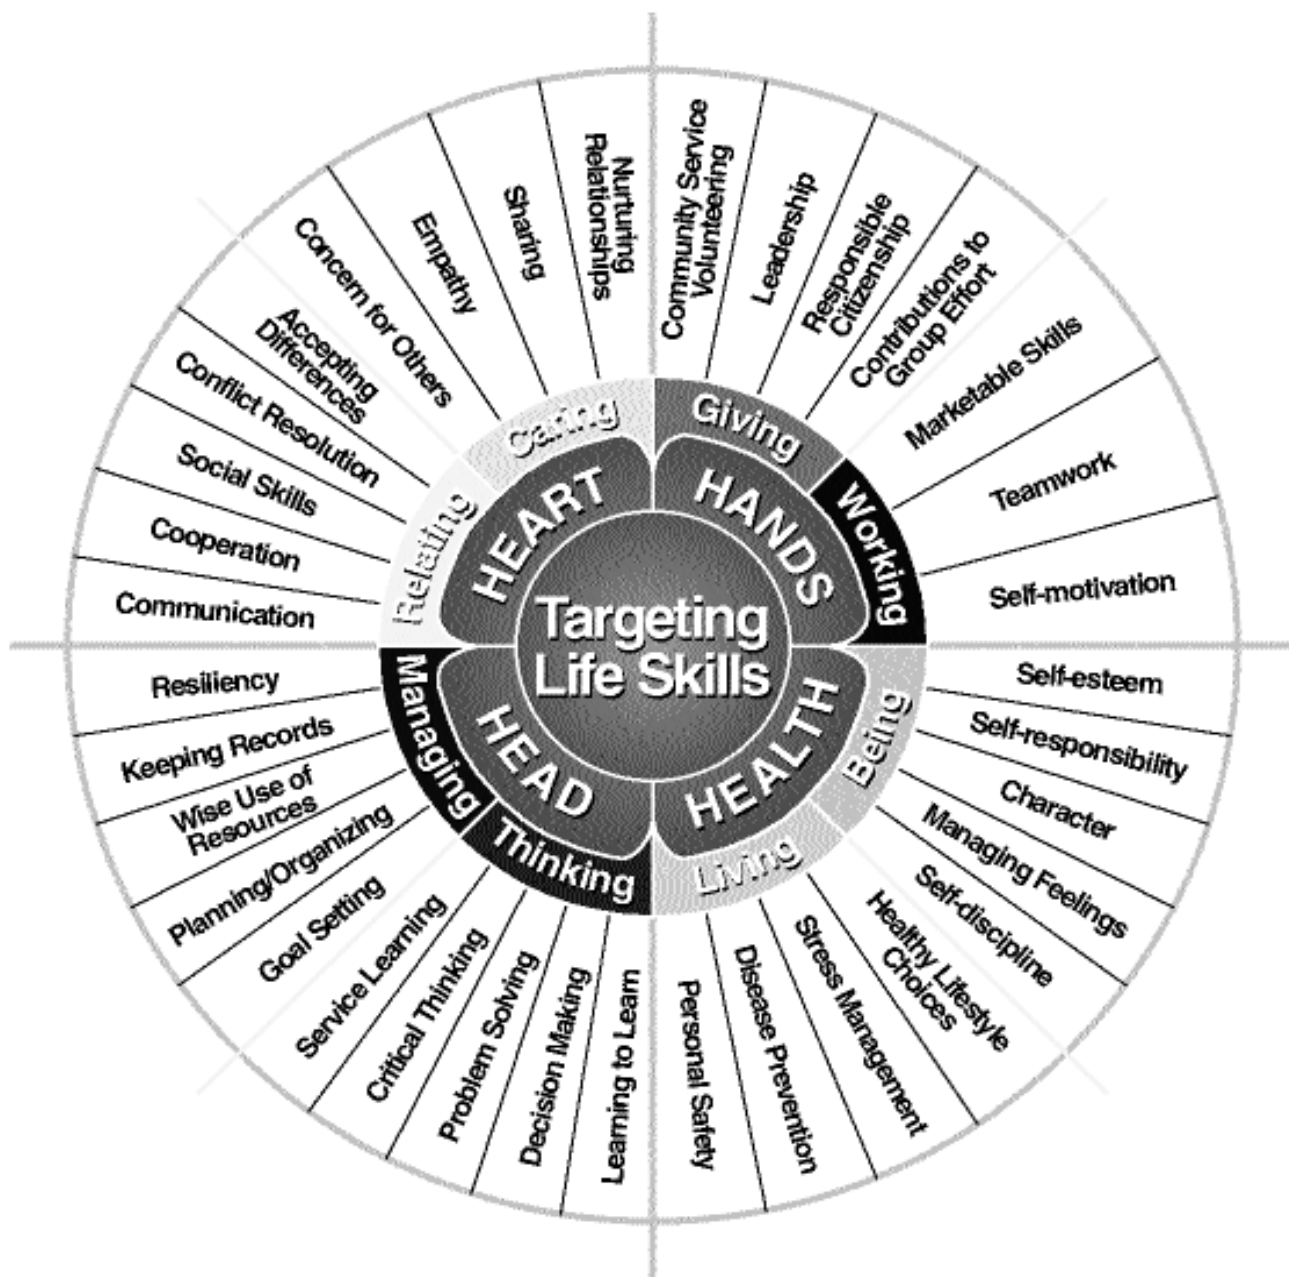 Targeting
Life Skills
HEART
HANDS
HEALTH
HEAD
Caring
Giving
Working
Being
Living
Thinking
Managing
Relating
Community Service
Volunteering
Leadership
Responsible
Citizenship
Contributions to
Group Effort
Marketable Skills
Teamwork
Self-motivation
Self-esteem
Self-responsibility
Character
Managing Feelings
Self-discipline
Healthy Lifestyle
Choices
Stress Management
Disease Prevention
Personal Safety
Learning to Learn
Decision Making
Problem Solving
Critical Thinking
Service Learning
Goal Setting
Planning/Organizing
Wise Use of
Resources
Keeping Records
Resiliency
Communication
Cooperation
Social Skills
Conflict Resolution
Accepting
Differences
Concern for Others
Empathy
Sharing
Nurturing
Relationships